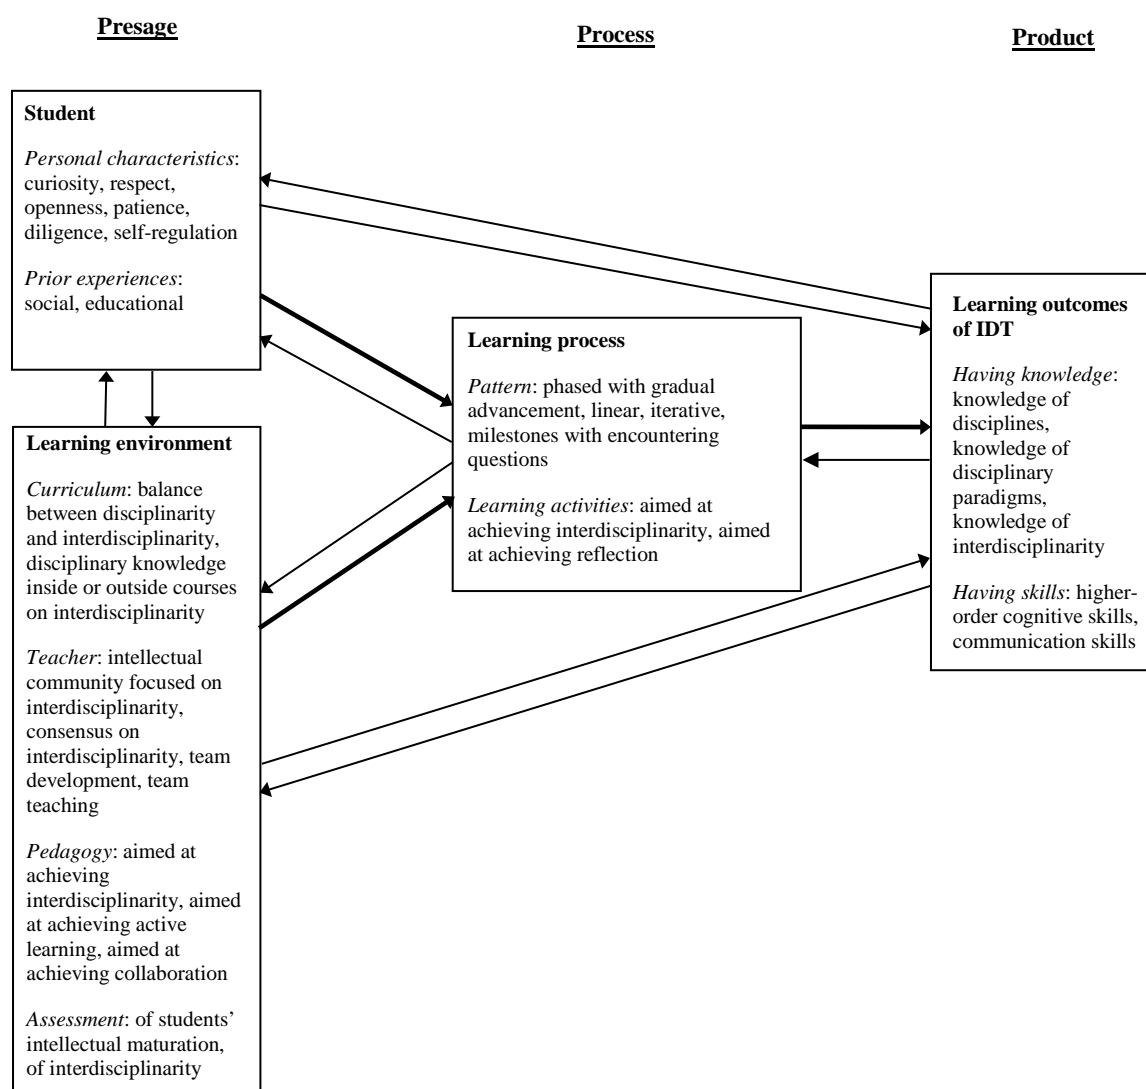 Presage
Process
Product
Student
Personal characteristics:
curiosity, respect,
openness, patience,
diligence, self-regulation
Prior experiences:
social, educational
Learning environment
Curriculum: balance
between disciplinarity
and interdisciplinarity,
disciplinary knowledge
inside or outside courses
on interdisciplinarity
Teacher: intellectual
community focused on
interdisciplinarity,
consensus on
interdisciplinarity, team
development, team
teaching
Pedagogy: aimed at
achieving
interdisciplinarity, aimed
at achieving active
learning, aimed at
achieving collaboration
Assessment: of students’
intellectual maturation,
of interdisciplinarity
Learning process
Pattern: phased with gradual
advancement, linear, iterative,
milestones with encountering
questions
Learning activities: aimed at
achieving interdisciplinarity, aimed
at achieving reflection
Learning outcomes
of IDT
Having knowledge:
knowledge of
disciplines,
knowledge of
disciplinary
paradigms,
knowledge of
interdisciplinarity
Having skills: higher-
order cognitive skills,
communication skills